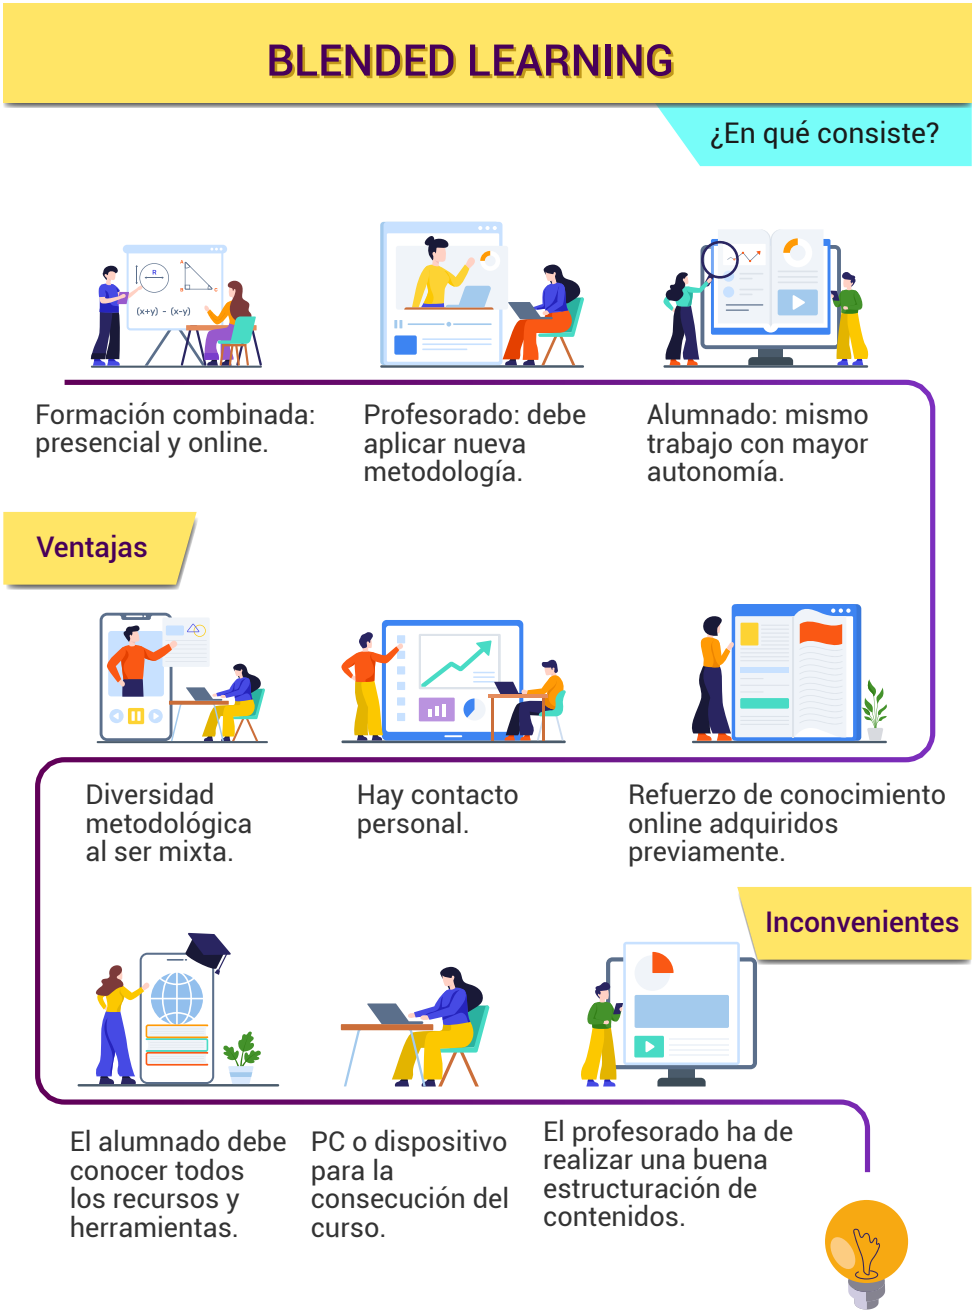 BLENDED LEARNING
¿En qué consiste?
R
A
B
C
(x+y) - (x-y)
Formación combinada:
presencial y online.
Profesorado: debe
aplicar nueva
metodología.
Alumnado: mismo
trabajo con mayor
autonomía.
Ventajas
Diversidad
metodológica
al ser mixta.
Hay contacto
personal.
Refuerzo de conocimiento
online adquiridos
previamente.
Inconvenientes
El alumnado debe
conocer todos
los recursos y
herramientas.
PC o dispositivo
para la
consecución del
curso.
El profesorado ha de
realizar una buena
estructuración de
contenidos.